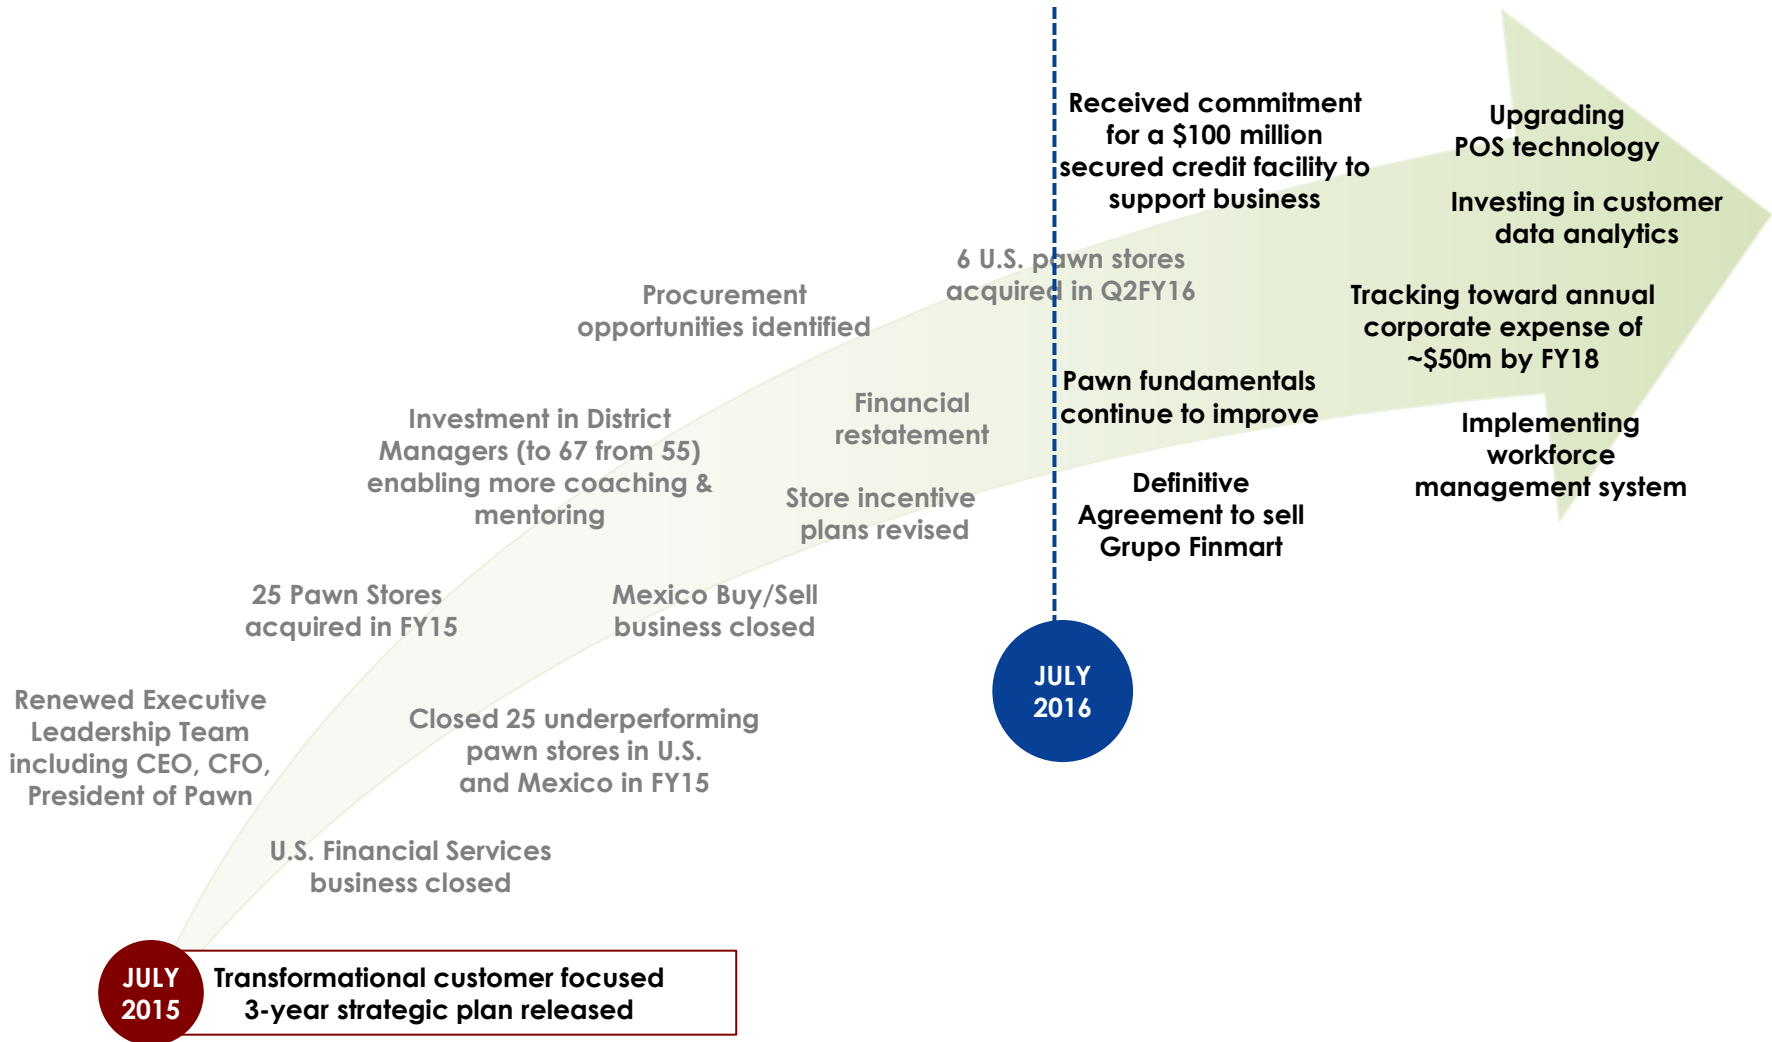 Received commitment
for a $100 million
secured credit facility to
support business
Upgrading
POS technology
Investing in customer
data analytics
6 U.S. pawn stores
acquired in Q2FY16
Procurement
opportunities identified
Tracking toward annual
corporate expense of
~$50m by FY18
Pawn fundamentals
continue to improve
Financial
restatement
Investment in District
Managers (to 67 from 55)
enabling more coaching &
mentoring
Implementing
workforce
management system
Definitive
Agreement to sell
Grupo Finmart
Store incentive
plans revised
25 Pawn Stores
acquired in FY15
Mexico Buy/Sell
business closed
JULY
2016
Renewed Executive
Leadership Team
including CEO, CFO,
President of Pawn
Closed 25 underperforming
pawn stores in U.S.
and Mexico in FY15
U.S. Financial Services
business closed
JULY
2015
Transformational customer focused
3-year strategic plan released